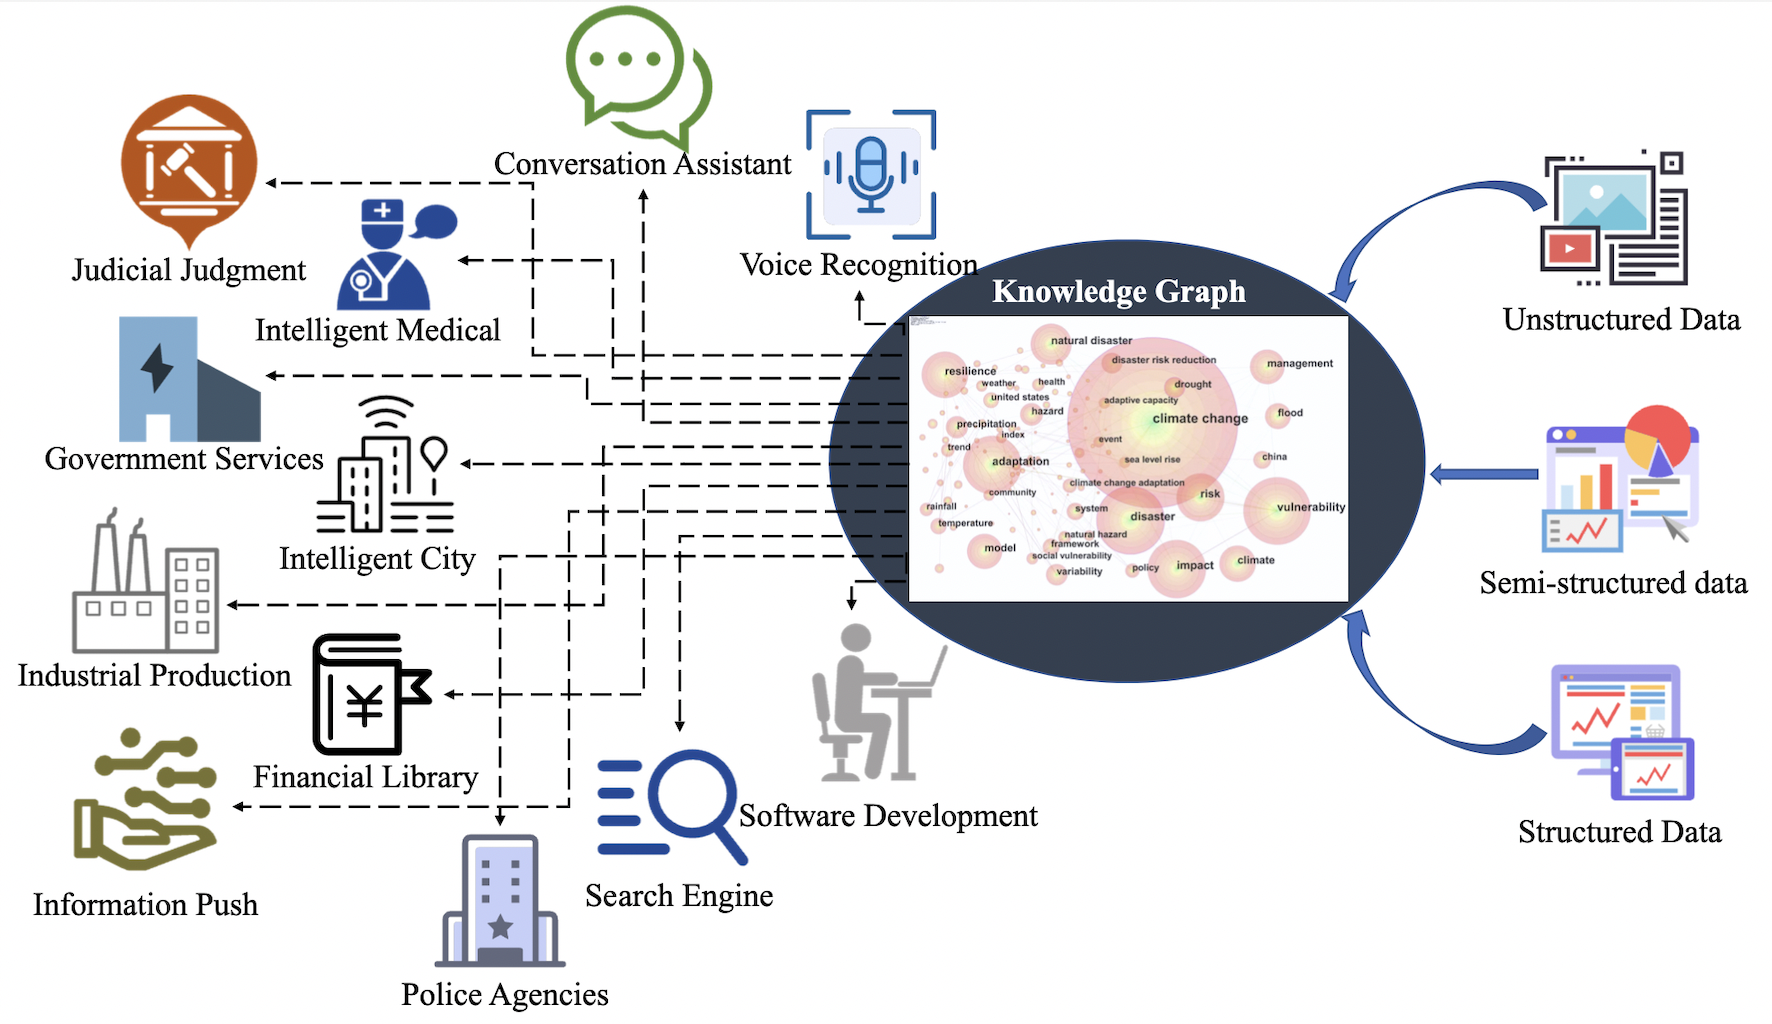 Conversation Assistant
Voice Recognition
Judicial Judgment
Intelligent Medical
Government Services
Intelligent City
Industrial Production
Financial Library
Information Push
Police Agencies
Search Engine
Software Development
Knowledge Graph
natural disaster
disaster risk reduction
management
resilience
weather
health
drought
united states
adaptive capacity
hazard
climate change
flood
precipitation
index
event
trend
adaptation
sea level rise
china
climate change adaptation
community
risk
rainfall
system
vulnerability
temperature
disaster
natural hazard
framework
model
social vulnerability
variability
policy
impact
climate
¥
Unstructured Data
Semi-structured data
Structured Data